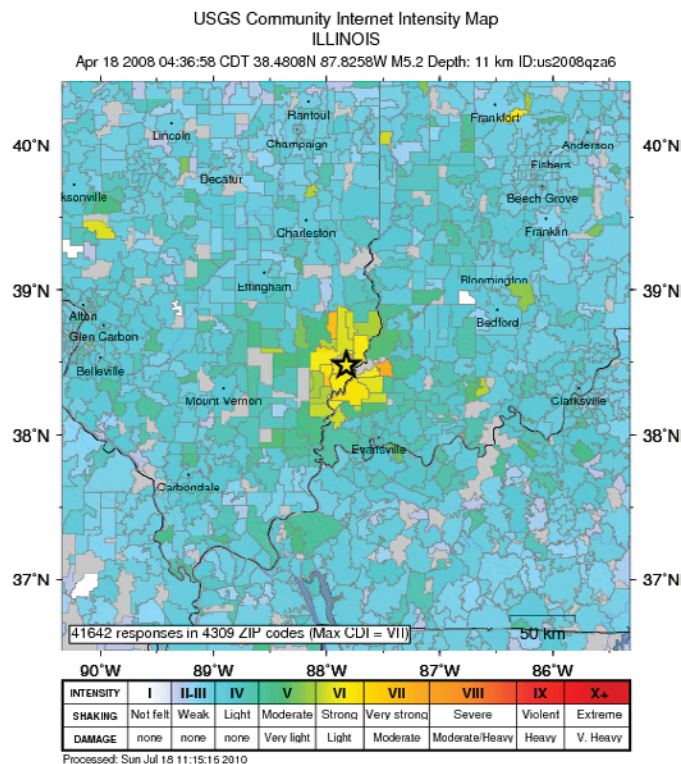 USGS Community Internet Intensity Map
ILLINOIS
Apr 18 2008 04:36:58 CDT 38.4808N 87.8258W M5.2 Depth: 11 km ID:us2008qza6
Rantoul
Frankfort
Lincoln
40°N
40°N
Champaign
Anderson
Fishers
Decatur
ksonville
Beech Grove
Charleston
Franklin
Effingham
Bloomington
39°N
39°N
Alton
Bedford
Glen Carbon
Belleville
Mount Vernon
Clarksville
38°N
38°N
Evansville
Carbondale
37°N
37°N
41642 responses in 4309 ZIP codes (Max CDI = VII)
50 km
90°W 89°W 88°W 87°W 86°W
INTENSITY I II-III IV V VI VII VIII IX X+
SHAKING Not felt Weak Light Moderate Strong Very strong Severe Violent Extreme
DAMAGE none none none Very light Light Moderate Moderate/Heavy Heavy V. Heavy
Processed: Sun Jul 18 11:15:15 2010